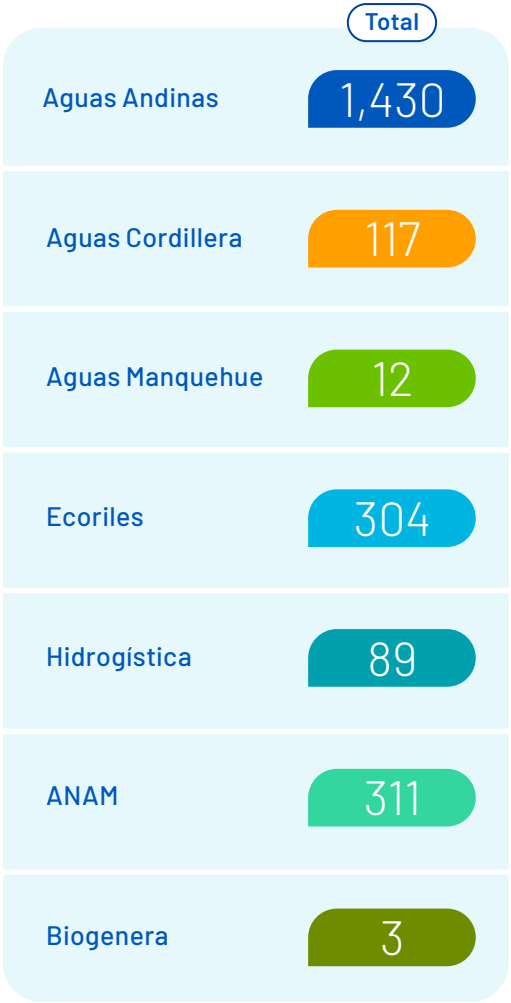 Total
Aguas Andinas 1,430
Aguas Cordillera 117
Aguas Manquehue 12
Ecoriles 304
Hidrogística 89
ANAM 311
Biogenera 3